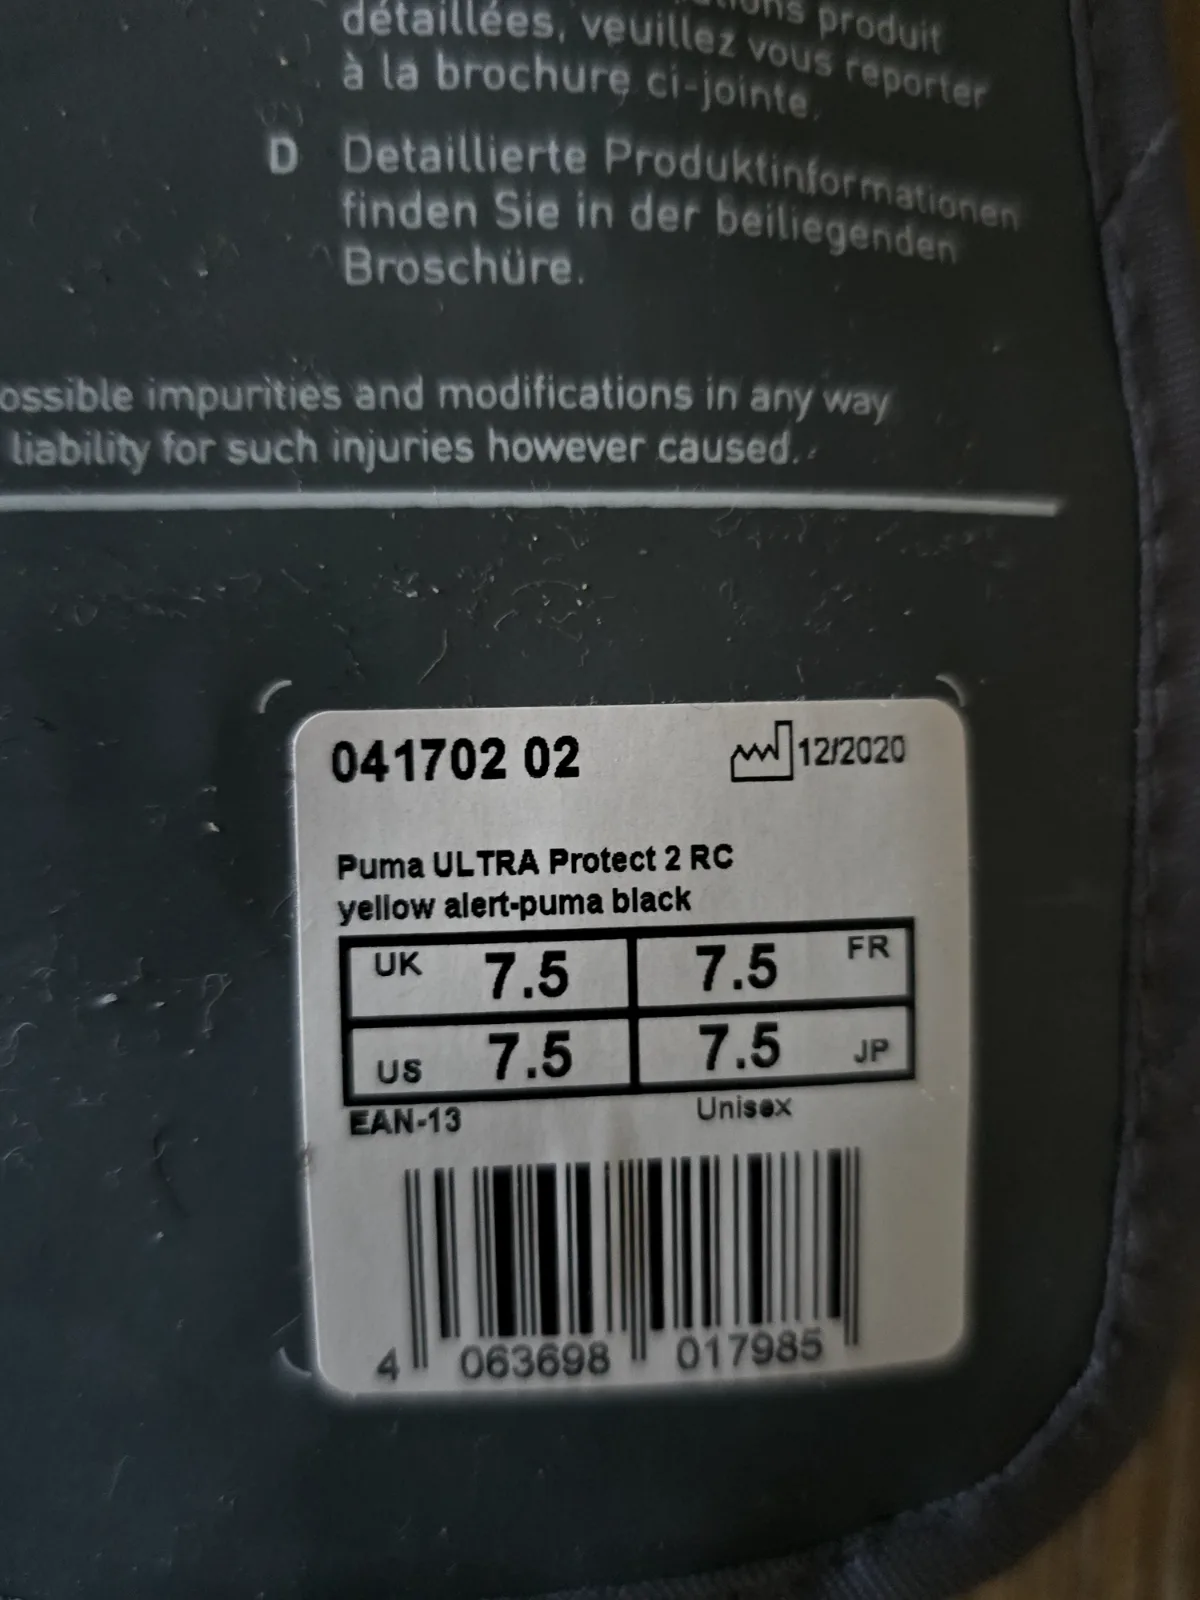 produit
détaillées, veuillez vous reporter
à la brochure ci-jointe.
D Detaillierte Produktinformationen
finden Sie in der beiliegenden
Broschüre.
impurities and modifications in any way
liability for such injuries however caused.
041702 02
12/2020
Puma ULTRA Protect 2 RC
yellow alert-puma black
UK 7.5 7.5 FR
US 7.5 7.5 JP
EAN-13 Unisex
4 063698 017985